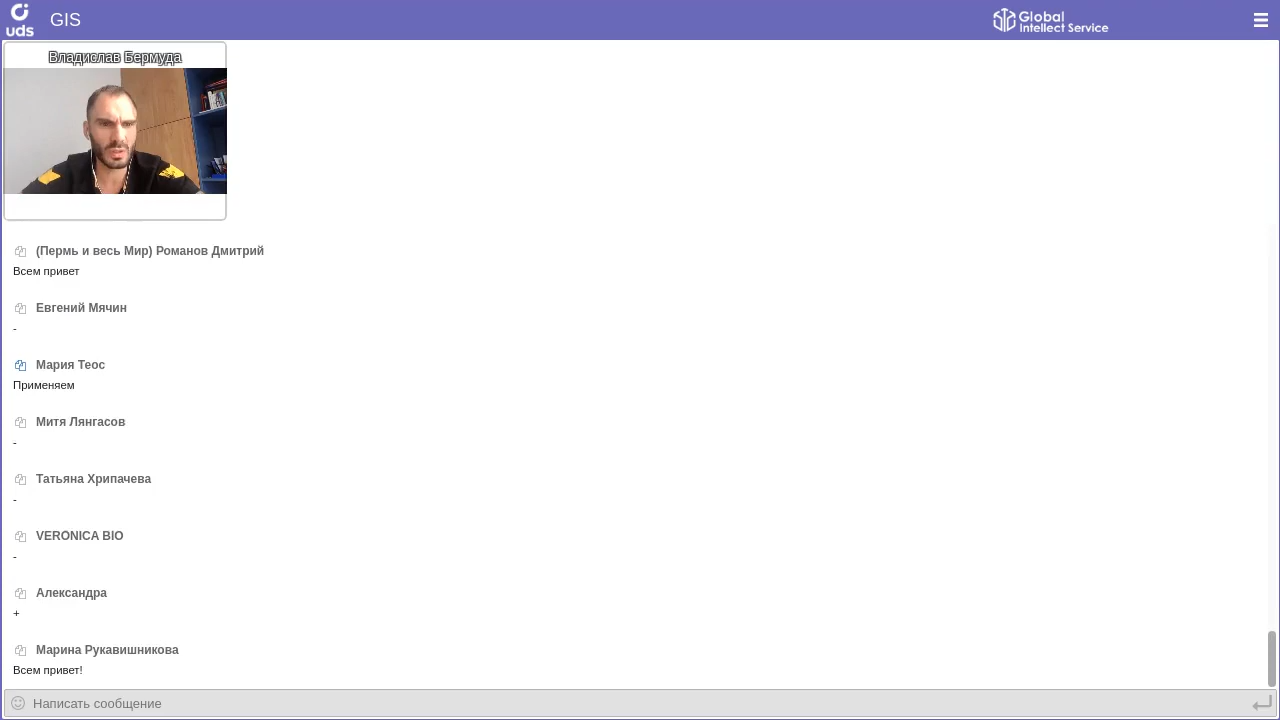 uds
GIS
Global
Intellect Service
Владислав Бермуда
(Пермь и весь Мир) Романов Дмитрий
Всем привет
Евгений Мячин
-
Мария Теос
Применяем
Митя Лянгасов
-
Татьяна Хрипачева
-
VERONICA BIO
-
Александра
+
Марина Рукавишникова
Всем привет!
Написать сообщение